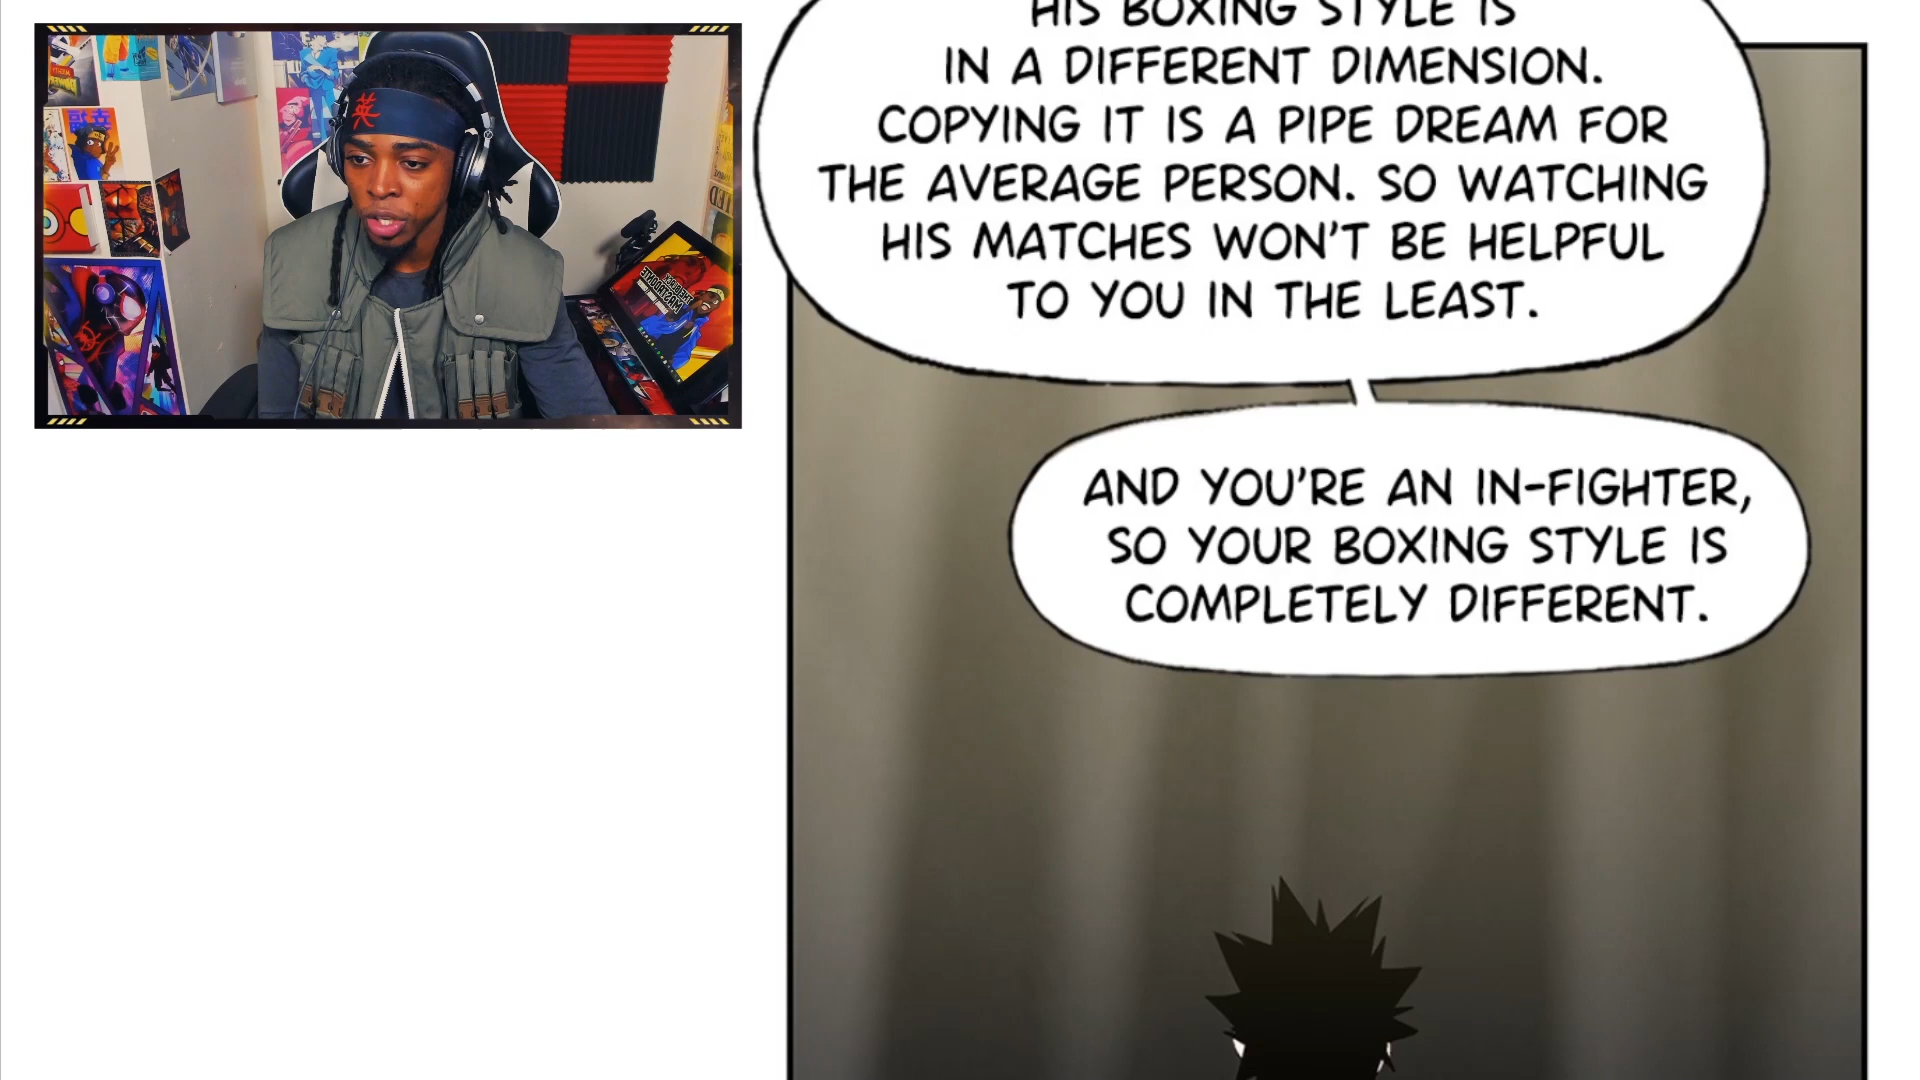 HIS BOXING STYLE IS
IN A DIFFERENT DIMENSION.
COPYING IT IS A PIPE DREAM FOR
THE AVERAGE PERSON. SO WATCHING
HIS MATCHES WON'T BE HELPFUL
TO YOU IN THE LEAST.
AND YOU'RE AN IN-FIGHTER,
SO YOUR BOXING STYLE IS
COMPLETELY DIFFERENT.
英